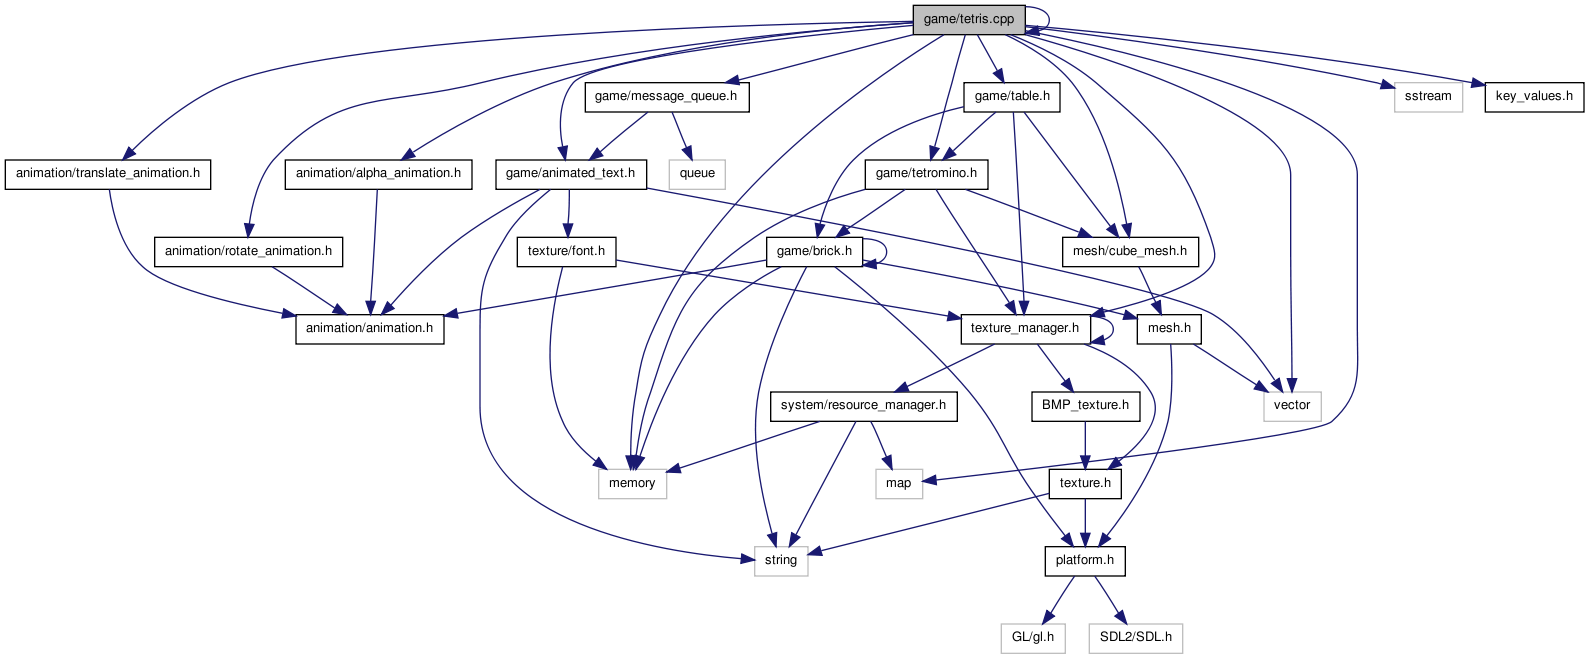 game/tetris.cpp
game/message_queue.h
game/table.h
sstream
key_values.h
animation/translate_animation.h
animation/alpha_animation.h
game/animated_text.h
queue
game/tetromino.h
animation/rotate_animation.h
texture/font.h
game/brick.h
mesh/cube_mesh.h
animation/animation.h
texture_manager.h
mesh.h
system/resource_manager.h
BMP_texture.h
vector
memory
map
texture.h
string
platform.h
GL/gl.h
SDL2/SDL.h